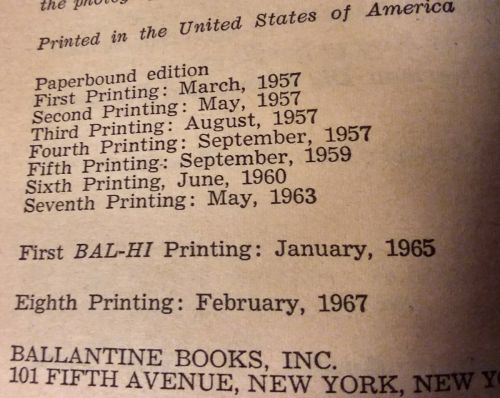 the photog
Printed in the United States of America
Paperbound edition
First Printing: March, 1957
Second Printing: May, 1957
Third Printing: August, 1957
Fourth Printing: September, 1957
Fifth Printing: September, 1959
Sixth Printing, June, 1960
Seventh Printing: May, 1963
First BAL-HI Printing: January, 1965
Eighth Printing: February, 1967
BALLANTINE BOOKS, INC.
101 FIFTH AVENUE, NEW YORK, NEW Y